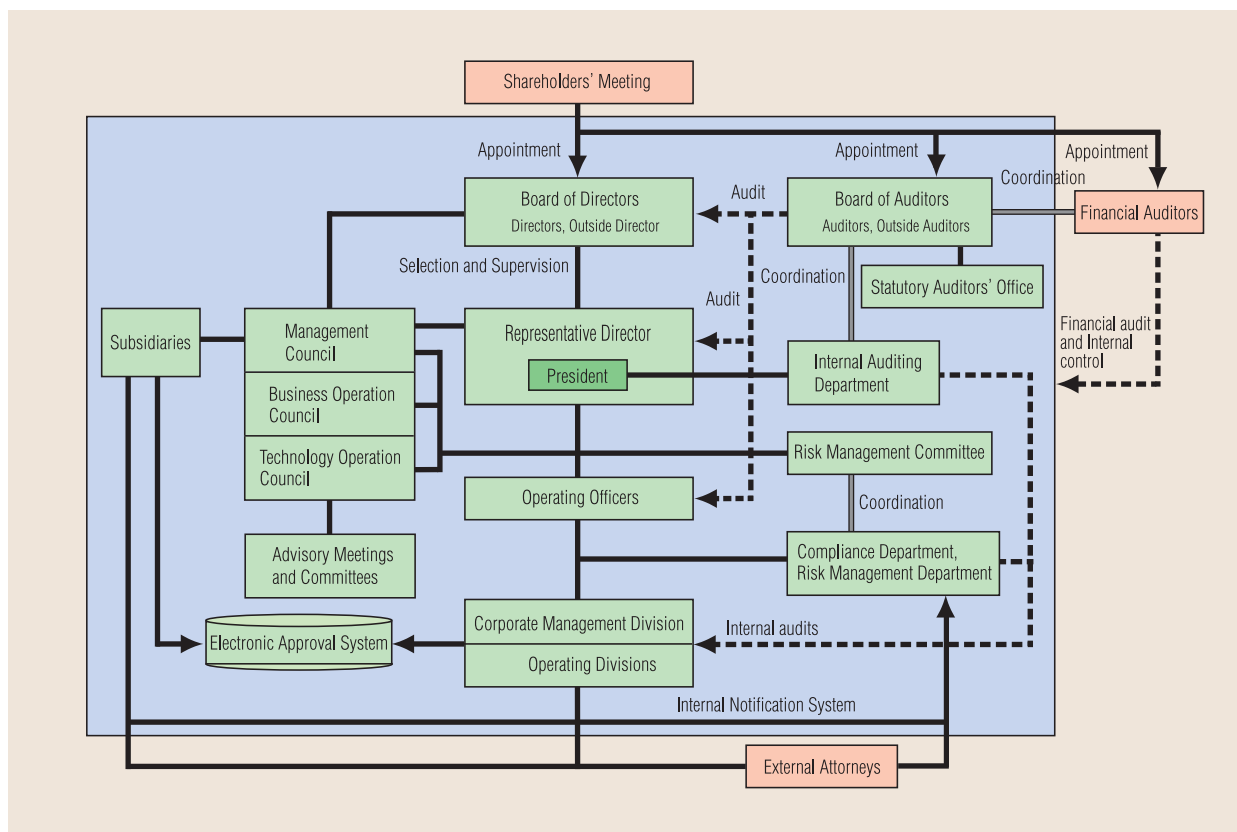 Shareholders' Meeting
Appointment
Appointment
Appointment
Coordination
Board of Directors
Directors, Outside Director
Audit
Board of Auditors
Auditors, Outside Auditors
Financial Auditors
Selection and Supervision
Coordination
Statutory Auditors' Office
Audit
Subsidiaries
Management
Council
Representative Director
President
Internal Auditing
Department
Financial audit
and Internal
control
Business Operation
Council
Technology Operation
Council
Risk Management Committee
Operating Officers
Coordination
Advisory Meetings
and Committees
Compliance Department,
Risk Management Department
Electronic Approval System
Corporate Management Division
Operating Divisions
Internal audits
Internal Notification System
External Attorneys